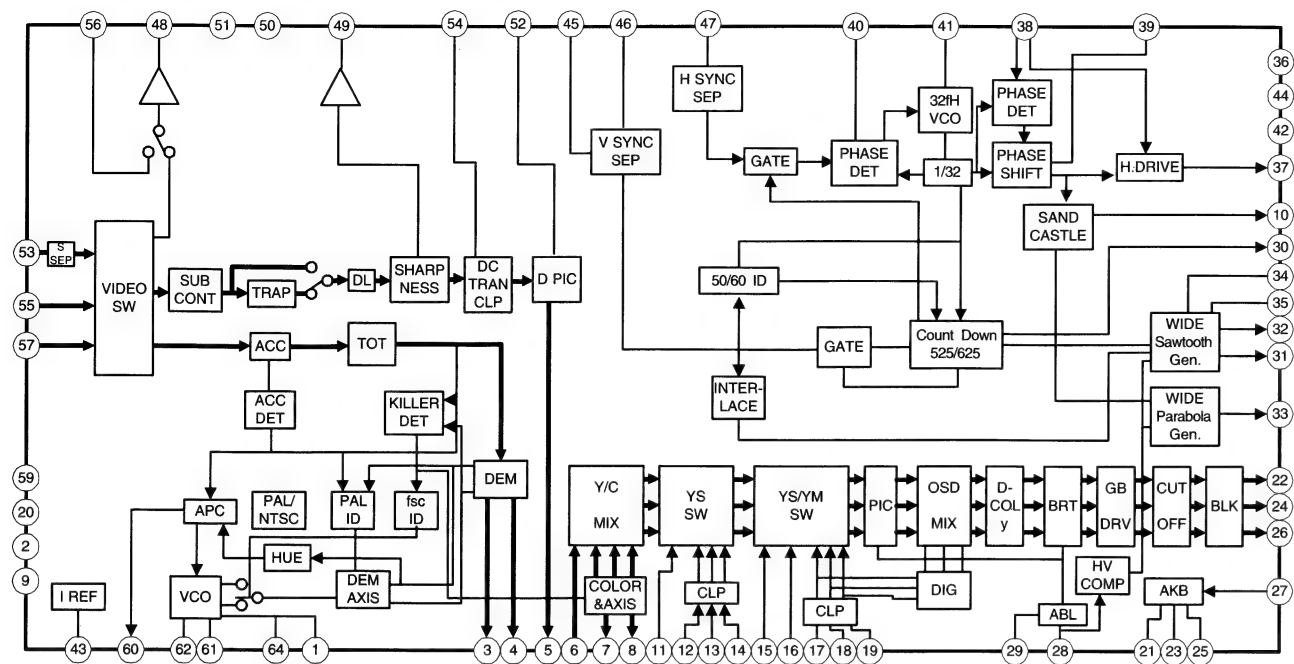 56 48 51 50 49 54 52 45 46 47 40 41 38 39
36
44
42
37
10
30
34
35
32
31
33
22
24
26
27
53
55
57
59
20
2
9
H SYNC
SEP
V SYNC
SEP
GATE
PHASE
DET
32fH
VCO
1/32
PHASE
DET
PHASE
SHIFT
H.DRIVE
SAND
CASTLE
S
SEP
VIDEO
SW
SUB
CONT
TRAP
DL
SHARP
NESS
DC
TRAN
CLP
D PIC
50/60 ID
GATE
Count Down
525/625
WIDE
Sawtooth
Gen.
INTER-
LACE
WIDE
Parabola
Gen.
ACC
TOT
ACC
DET
KILLER
DET
DEM
APC
PAL/
NTSC
PAL
ID
fsc
ID
HUE
VCO
DEM
AXIS
I REF
Y/C
MIX
YS
SW
YS/YM
SW
PIC
OSD
MIX
D-
COL
y
BRT
GB
DRV
CUT
OFF
BLK
COLOR
&AXIS
CLP
CLP
DIG
HV
COMP
ABL
AKB
43 60 62 61 64 1 3 4 5 6 7 8 11 12 13 14 15 16 17 18 19 29 28 21 23 25